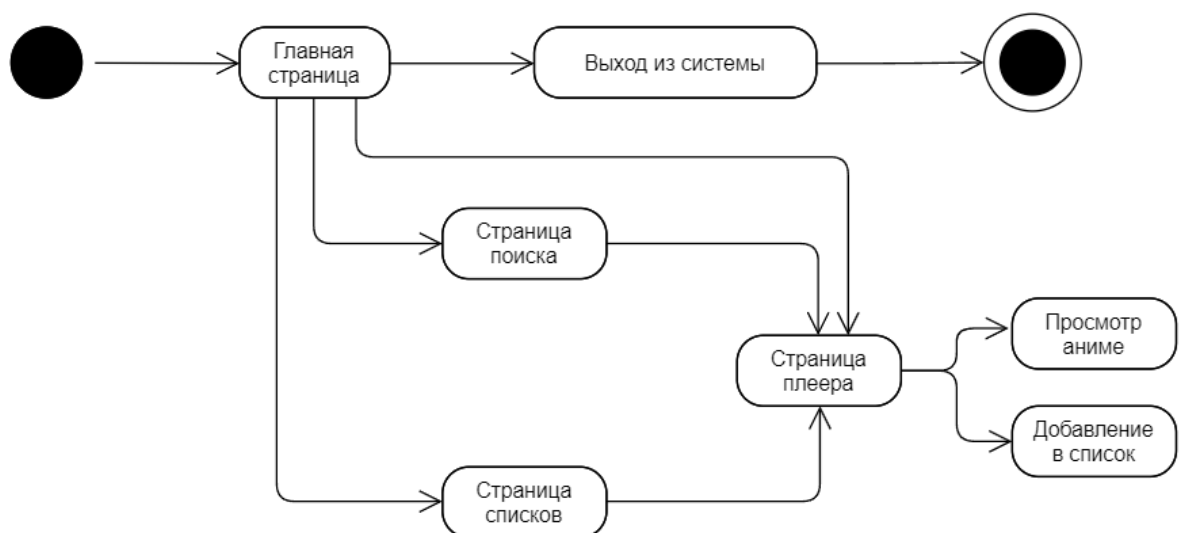 Главная
страница
Выход из системы
Страница
поиска
Страница
плеера
Просмотр
аниме
Добавление
в список
Страница
списков